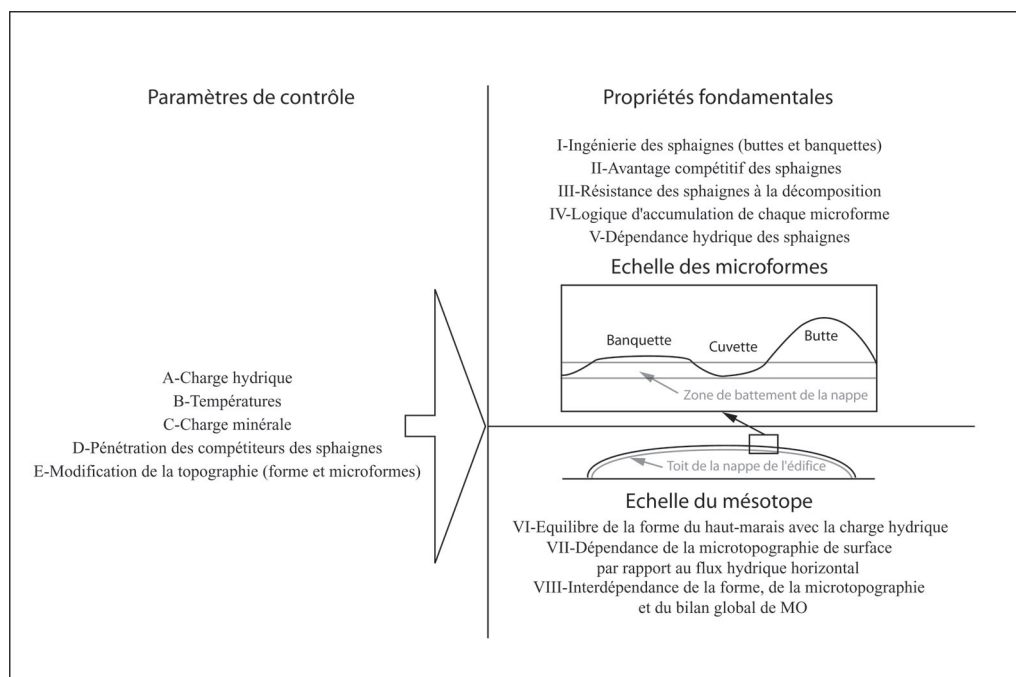 Paramètres de contrôle
A-Charge hydrique
B-Températures
C-Charge minérale
D-Pénétration des compétiteurs des sphaignes
E-Modification de la topographie (forme et microformes)
Propriétés fondamentales
I-Ingénierie des sphaignes (buttes et banquettes)
II-Avantage compétitif des sphaignes
III-Résistance des sphaignes à la décomposition
IV-Logique d'accumulation de chaque microforme
V-Dépendance hydrique des sphaignes
Echelle des microformes
Butte
Banquette
Cuvette
Zone de battement de la nappe
Toit de la nappe de l'édifice
Echelle du mésotope
VI-Equilibre de la forme du haut-marais avec la charge hydrique
VII-Dépendance de la microtopographie de surface
par rapport au flux hydrique horizontal
VIII-Interdépendance de la forme, de la microtopographie
et du bilan global de MO